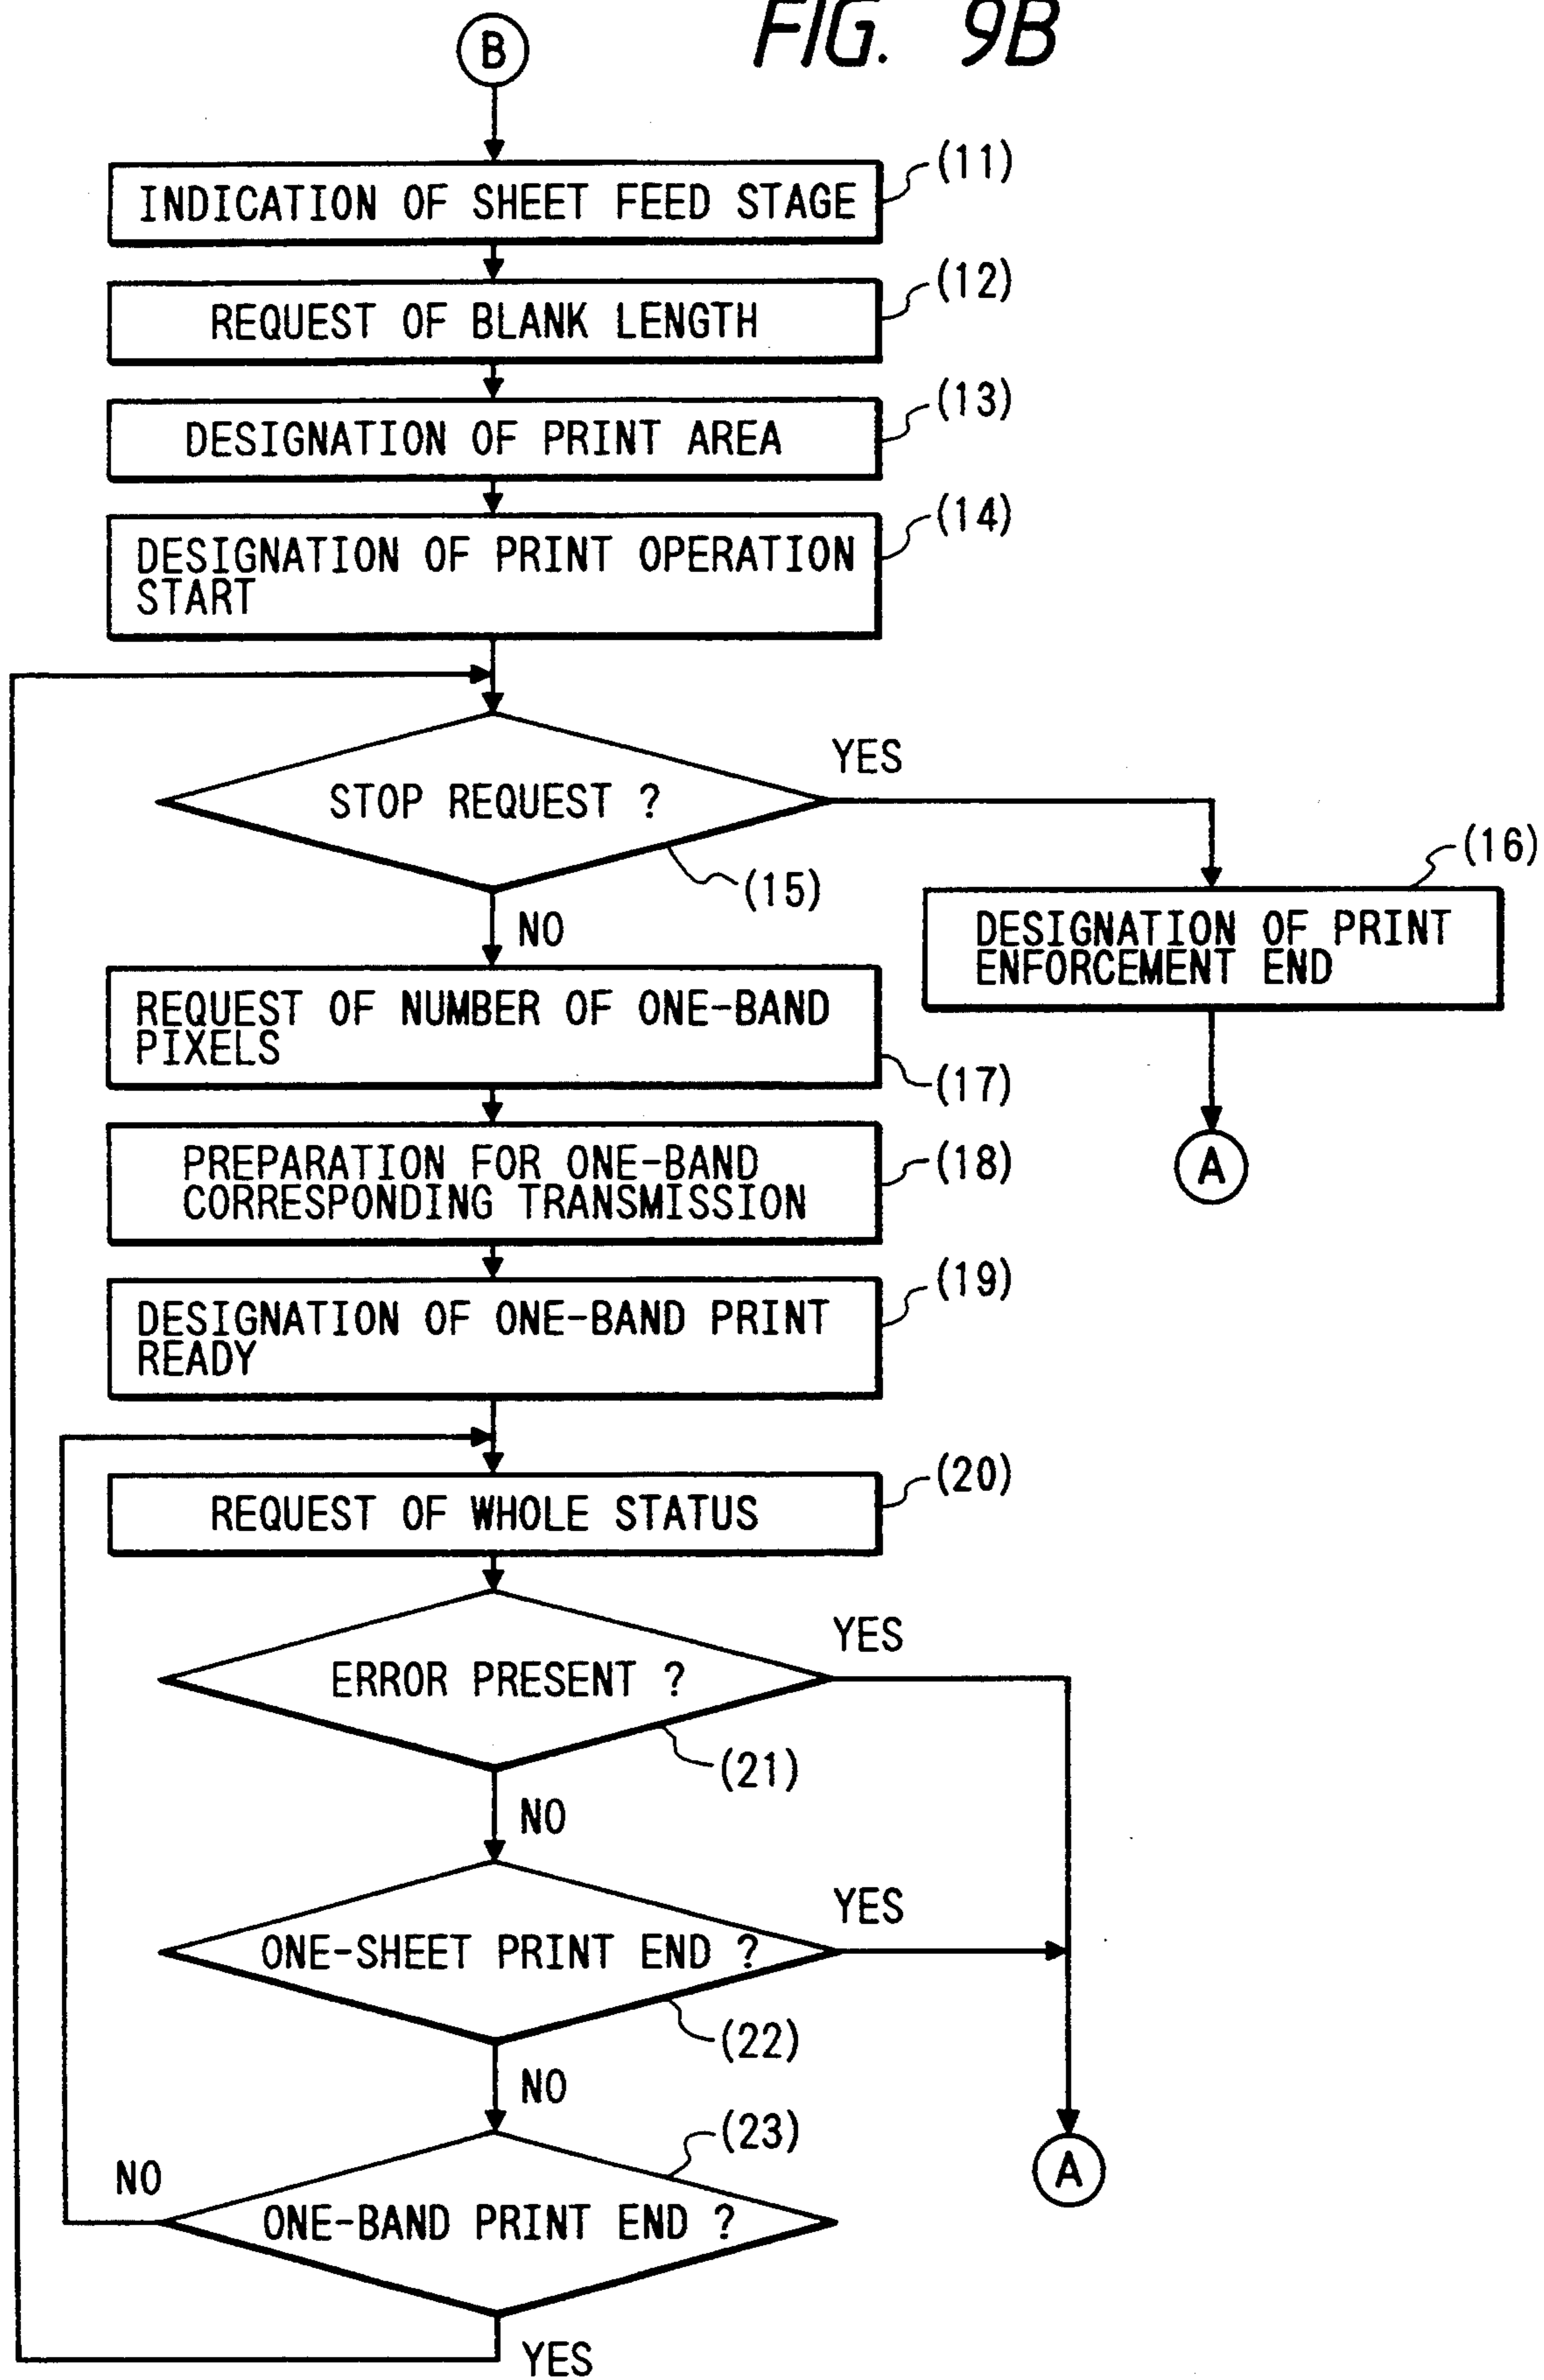 FIG. 9B
B
(11)
INDICATION OF SHEET FEED STAGE
(12)
REQUEST OF BLANK LENGTH
(13)
DESIGNATION OF PRINT AREA
(14)
DESIGNATION OF PRINT OPERATION
START
STOP REQUEST ?
YES
(15)
NO
(16)
DESIGNATION OF PRINT
ENFORCEMENT END
A
REQUEST OF NUMBER OF ONE-BAND
PIXELS
(17)
PREPARATION FOR ONE-BAND
CORRESPONDING TRANSMISSION
(18)
DESIGNATION OF ONE-BAND PRINT
READY
(19)
REQUEST OF WHOLE STATUS
(20)
ERROR PRESENT ?
YES
(21)
NO
ONE-SHEET PRINT END ?
YES
(22)
NO
(23)
ONE-BAND PRINT END ?
NO
YES
A